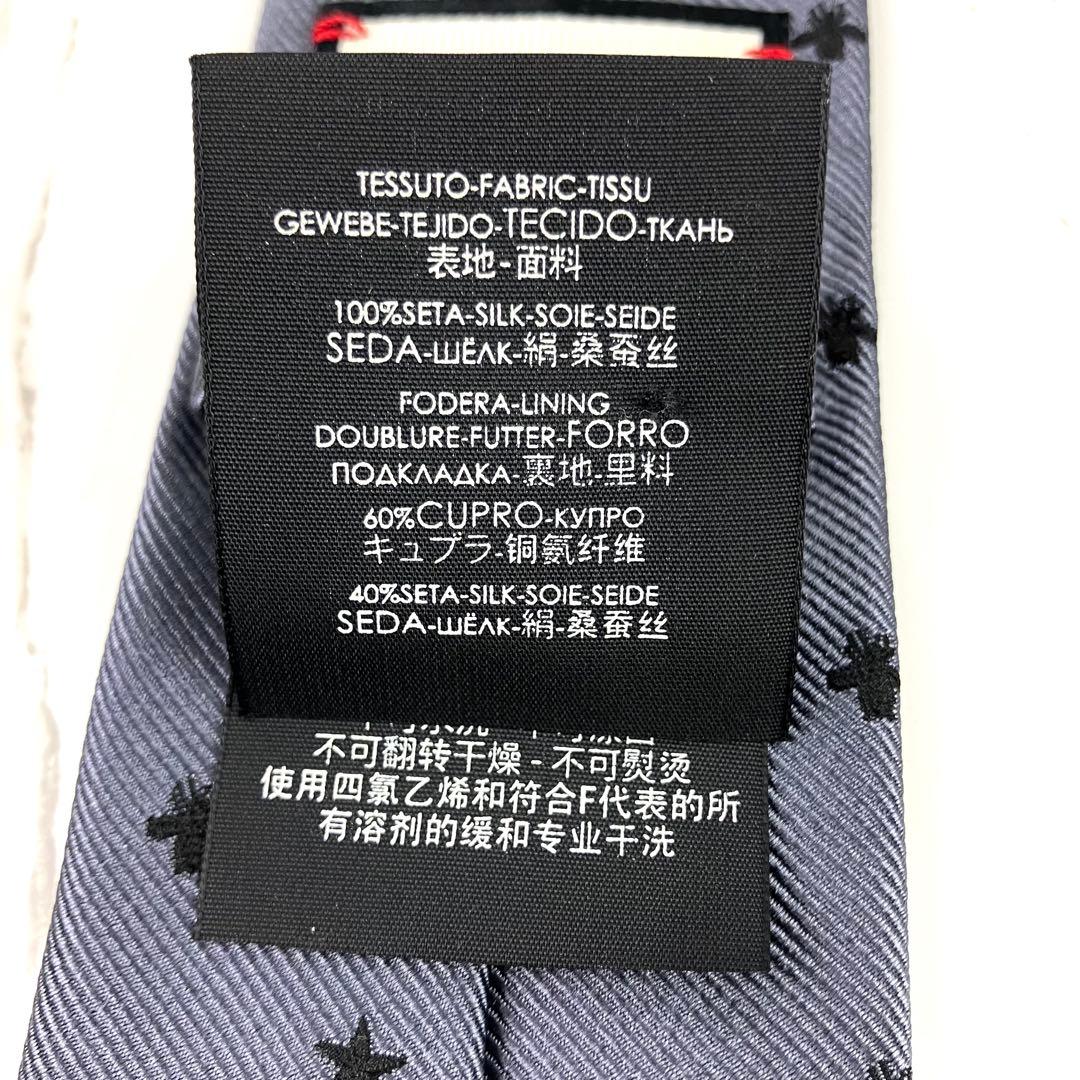 TESSUTO-FABRIC-TISSU
GEWEBE-TEJIDO-TECIDO-ТКАНЬ
表地-面料
100%SETA-SILK-SOIE-SEIDE
SEDA-ШЁЛК-絹-桑蚕丝
FODERA-LINING
DOUBLURE-FUTTER-FORRO
ПОДКЛАДКА-裏地-里料
60%CUPRO-КУПРО
キュプラ-铜氨纤维
40%SETA-SILK-SOIE-SEIDE
SEDA-ШЁЛК-絹-桑蚕丝
不可翻转干燥 - 不可熨烫
使用四氯乙烯和符合F代表的所
有溶剂的缓和专业干洗